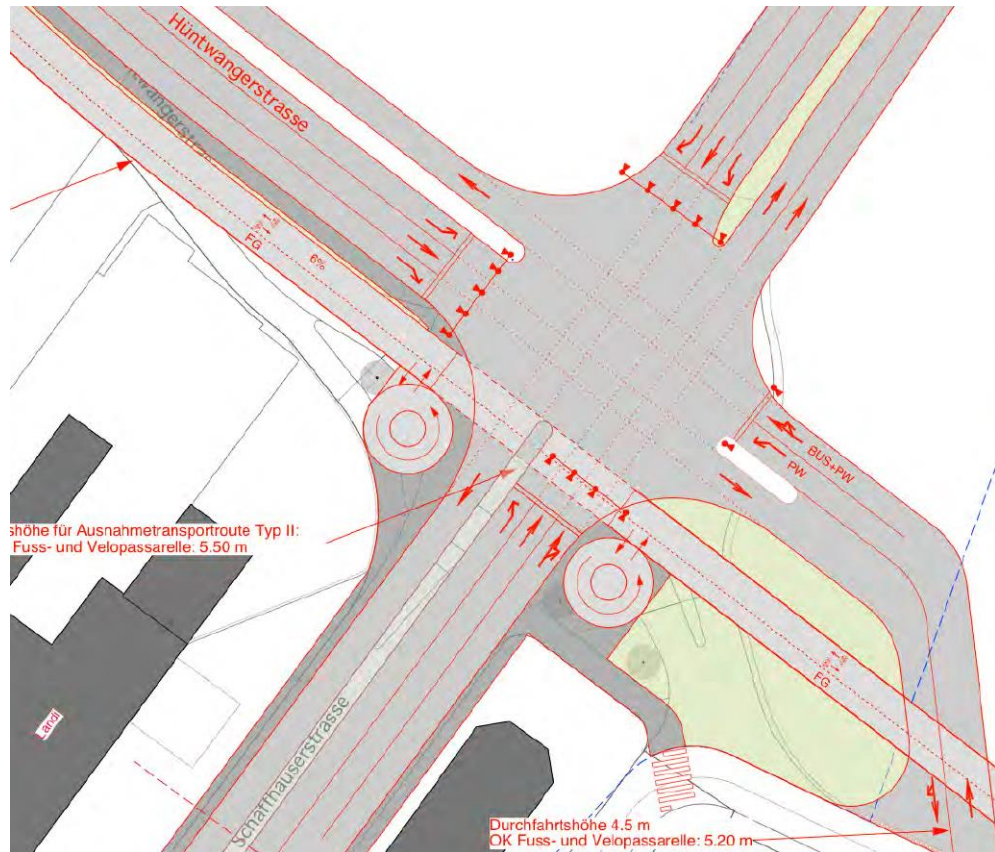 Hüntwangerstrasse
wangerstras
FG
6%
BUS+PW
PW
shöhe für Ausnahmetransportroute Typ II:
Fuss- und Velopassarelle: 5.50 m
FG
Landi
Schaffhauserstrasse
Durchfahrtshöhe 4.5 m
OK Fuss- und Velopassarelle: 5.20 m